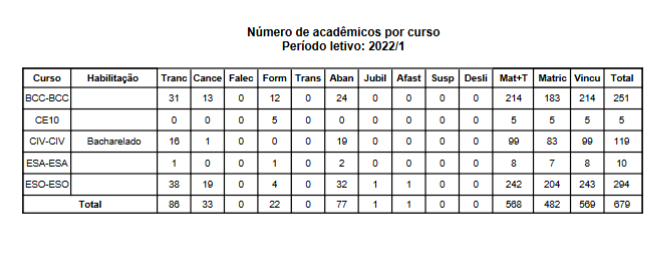 Número de acadêmicos por curso
Período letivo: 2022/1
Curso Habilitação Tranc Cance Falec Form Trans Aban Jubil Afast Susp Desli Mat+T Matric Vincu Total
BCC-BCC 31 13 0 12 0 24 0 0 0 0 214 183 214 251
CE10 0 0 0 5 0 0 0 0 0 0 5 5 5 5
CIV-CIV Bacharelado 16 1 0 0 0 19 0 0 0 0 99 83 99 119
ESA-ESA 1 0 0 1 0 2 0 0 0 0 8 7 8 10
ESO-ESO 38 19 0 4 0 32 1 1 0 0 242 204 243 294
Total 86 33 0 22 0 77 1 1 0 0 568 482 569 679